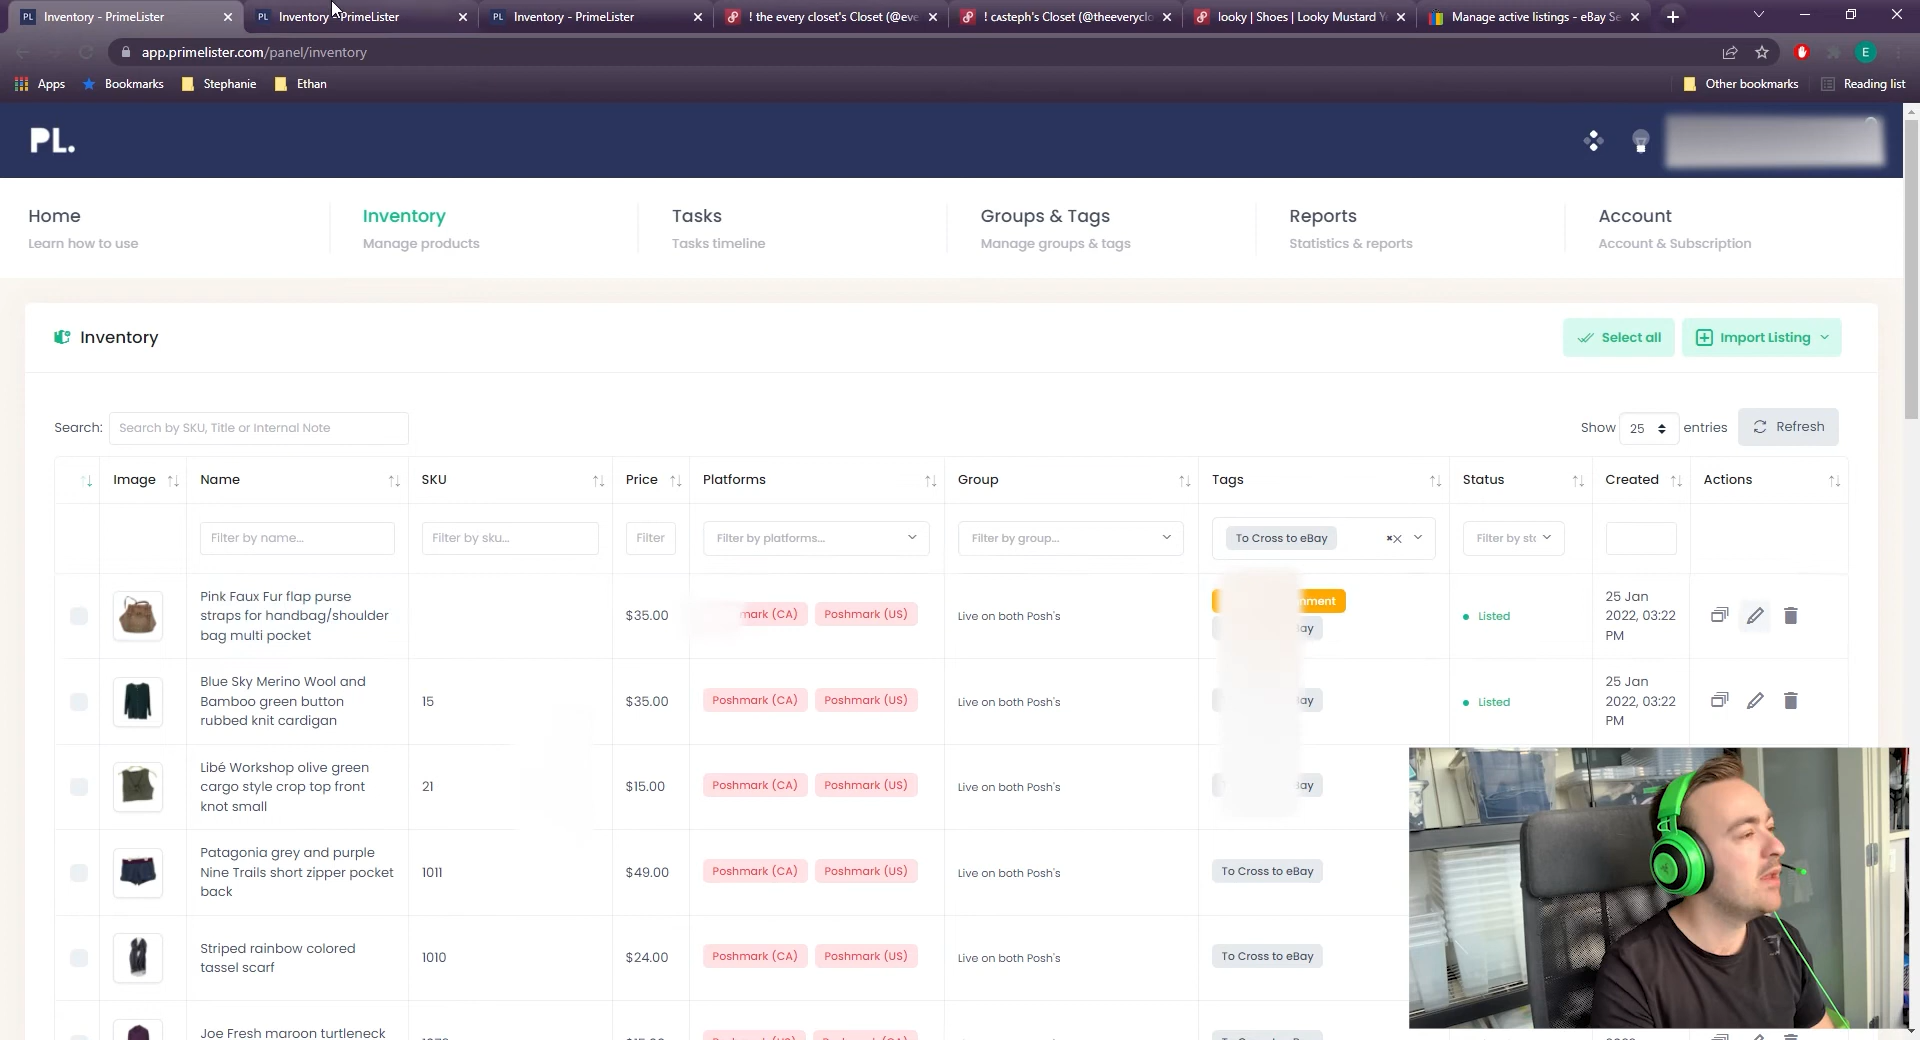 PL Inventory - PrimeLister
PL Inventory - PrimeLister
PL Inventory - PrimeLister
! the every closet's Closet (@eve
! casteph's Closet (@theeveryclo
looky | Shoes | Looky Mustard Y
Manage active listings - eBay Se
app.primelister.com/panel/inventory
E
Apps
Bookmarks
Stephanie
Ethan
Other bookmarks
Reading list
PL.
Home
Learn how to use
Inventory
Manage products
Tasks
Tasks timeline
Groups & Tags
Manage groups & tags
Reports
Statistics & reports
Account
Account & Subscription
Inventory
Select all
Import Listing
Search: Search by SKU, Title or Internal Note
Show 25 entries
Refresh
Image Name SKU Price Platforms Group Tags Status Created Actions
Filter by name... Filter by sku... Filter Filter by platforms... Filter by group... To Cross to eBay Filter by sta
Pink Faux Fur flap purse
straps for handbag/shoulder
bag multi pocket
$35.00
mark (CA) Poshmark (US)
Live on both Posh's
nment
ay
Listed
25 Jan
2022, 03:22
PM
Blue Sky Merino Wool and
Bamboo green button
rubbed knit cardigan
15
$35.00
Poshmark (CA) Poshmark (US)
Live on both Posh's
ay
Listed
25 Jan
2022, 03:22
PM
Libé Workshop olive green
cargo style crop top front
knot small
21
$15.00
Poshmark (CA) Poshmark (US)
Live on both Posh's
ay
Patagonia grey and purple
Nine Trails short zipper pocket
back
1011
$49.00
Poshmark (CA) Poshmark (US)
Live on both Posh's
To Cross to eBay
Striped rainbow colored
tassel scarf
1010
$24.00
Poshmark (CA) Poshmark (US)
Live on both Posh's
To Cross to eBay
Joe Fresh maroon turtleneck